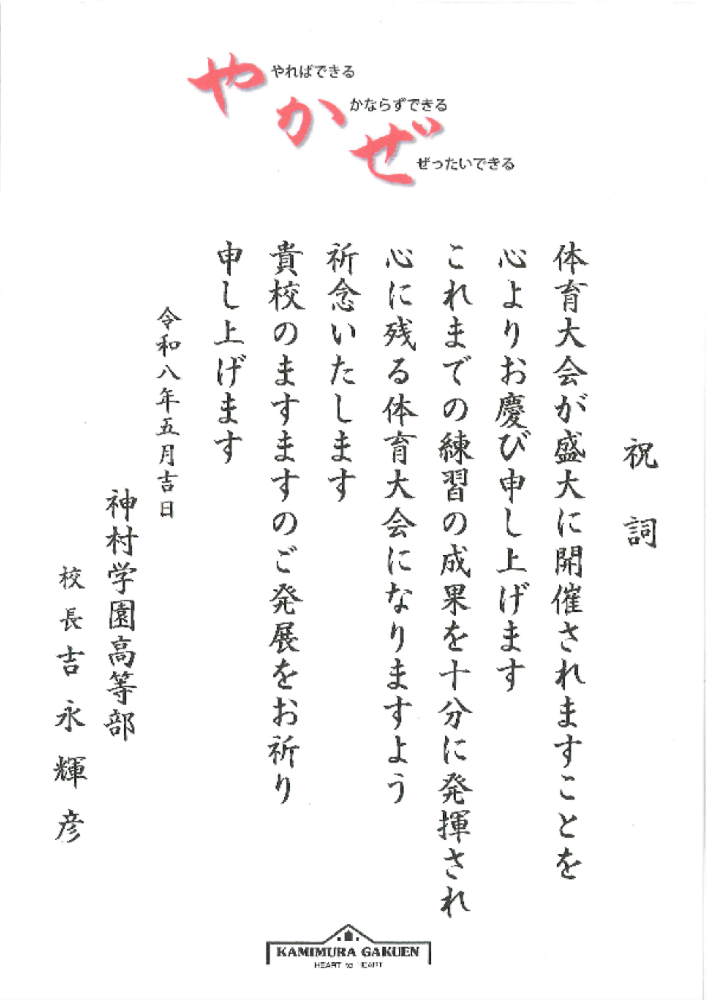 や やればできる
か かならずできる
ぜ ぜったいできる
祝詞
体育大会が盛大に開催されますことを
心よりお慶び申し上げます
これまでの練習の成果を十分に発揮され
心に残る体育大会になりますよう
祈念いたします
貴校のますますのご発展をお祈り
申し上げます
令和八年五月吉日
神村学園高等部
校長 吉永輝彦
KAMIMURA GAKUEN
HEART to HEART